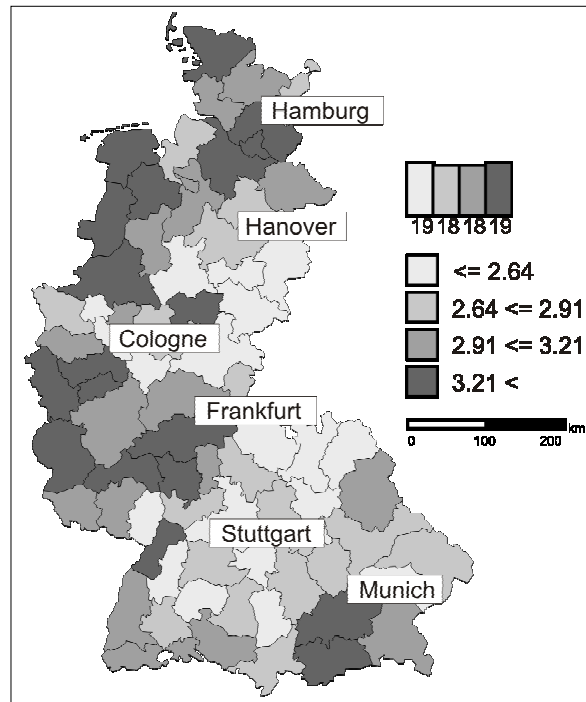 Hamburg
19 18 18 19
Hanover
<= 2.64
2.64 <= 2.91
Cologne
2.91 <= 3.21
3.21 <
Frankfurt
km
0 100 200
Stuttgart
Munich